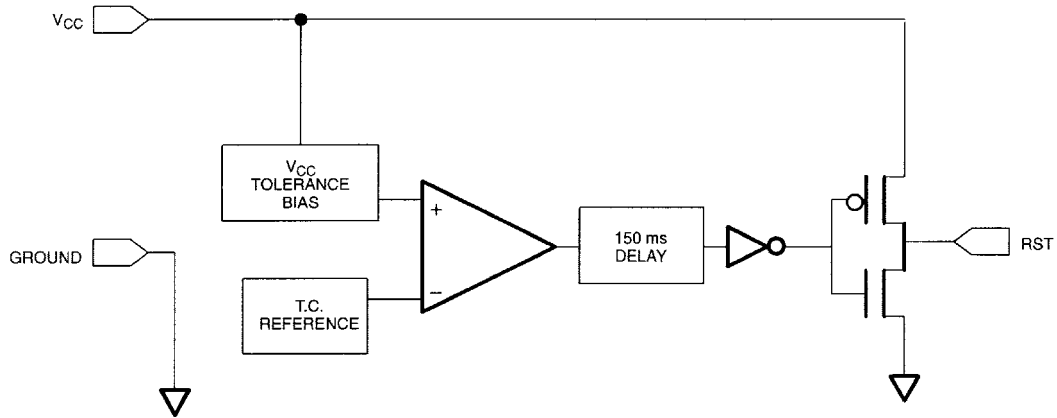 VCC
VCC
TOLERANCE
BIAS
+
150 ms
DELAY
RST
GROUND
−
T.C.
REFERENCE